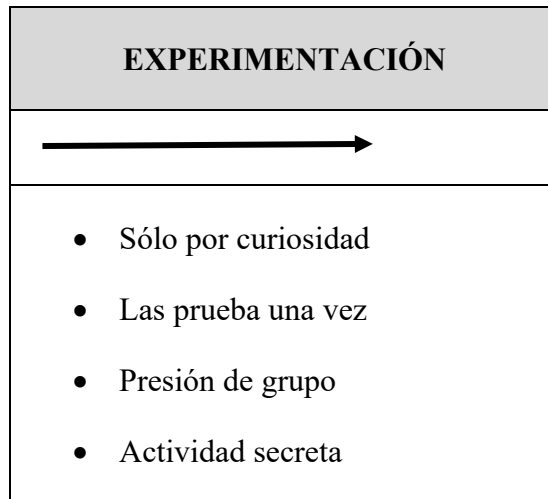 EXPERIMENTACIÓN
• Sólo por curiosidad
• Las prueba una vez
• Presión de grupo
• Actividad secreta